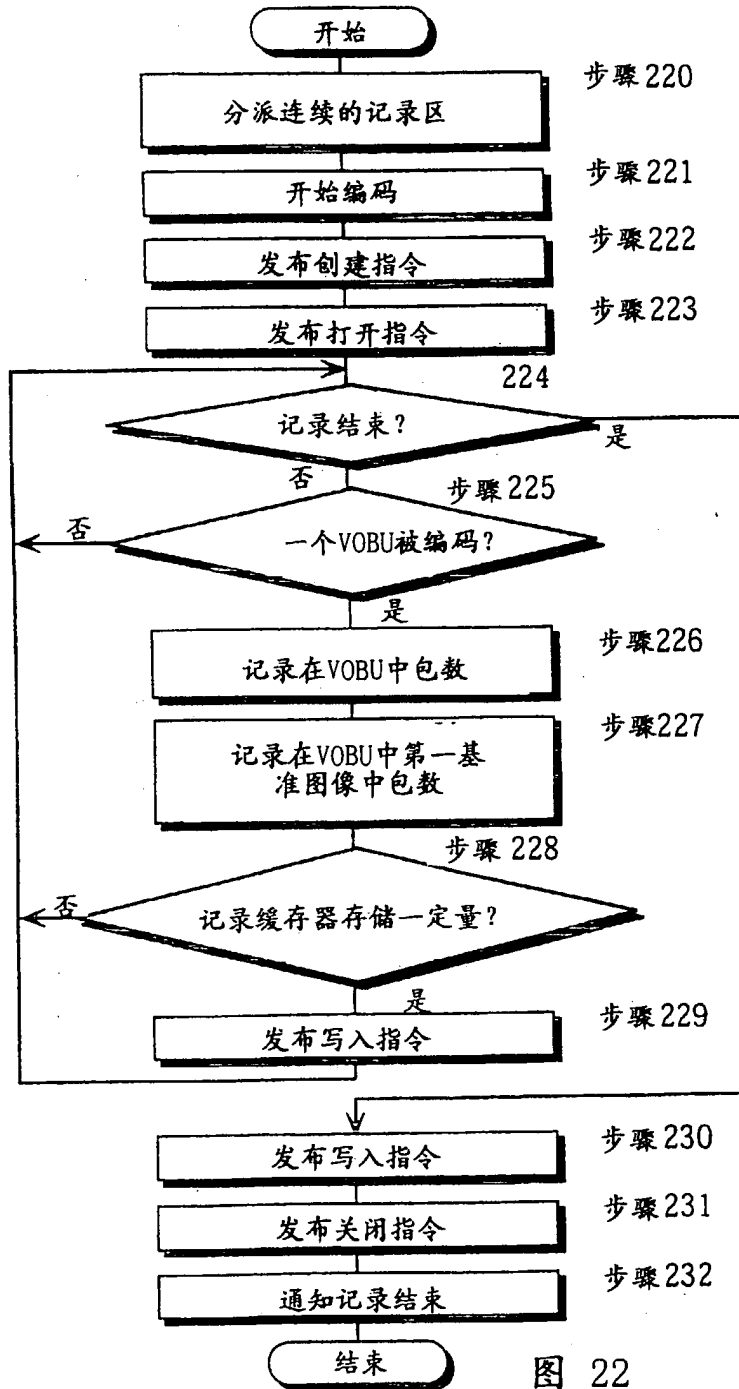 开始
步骤220
分派连续的记录区
步骤221
开始编码
步骤222
发布创建指令
步骤223
发布打开指令
224
记录结束?
是
否
步骤225
一个VOBU被编码?
否
是
步骤226
记录在VOBU中包数
步骤227
记录在VOBU中第一基
准图像中包数
步骤 228
记录缓存器存储一定量?
否
是
步骤229
发布写入指令
步骤230
发布写入指令
步骤231
发布关闭指令
步骤232
通知记录结束
结束
图 22